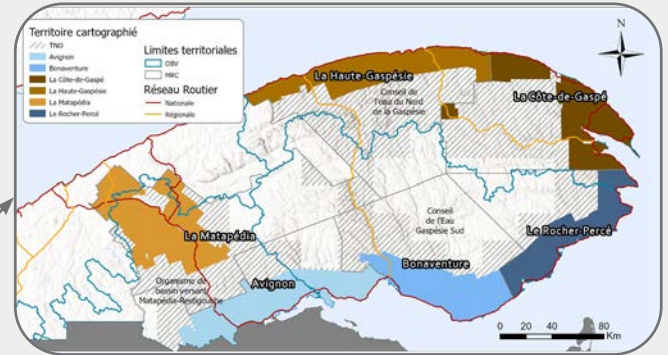 Territoire cartographié
TNO
Avignon
Bonaventure
La Côte-de-Gaspé
La Haute-Gaspésie
La Matapédia
Le Rocher-Percé
Limites territoriales
OBV
MRC
Réseau Routier
Nationale
Régionale
N
La Haute-Gaspésie
Conseil de
l'eau du Nord
de la Gaspésie
La Côte-de-Gaspé
Conseil
de l'Eau
Gaspésie Sud
Le Rocher-Percé
La Matapédia
Bonaventure
Organisme de
bassin versant
Matapédia-Restigouche
Avignon
0 20 40 60 80
Km